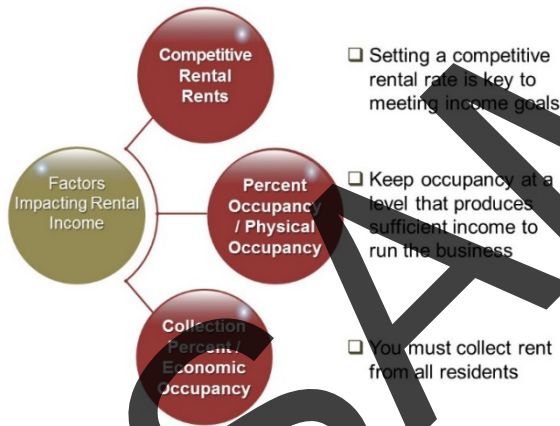 Competitive
Rental
Rents
❑ Setting a competitive
rental rate is key to
meeting income goals
Factors
Impacting Rental
Income
Percent
Occupancy
/ Physical
Occupancy
❑ Keep occupancy at a
level that produces
sufficient income to
run the business
Collection
Percent /
Economic
Occupancy
❑ You must collect rent
from all residents